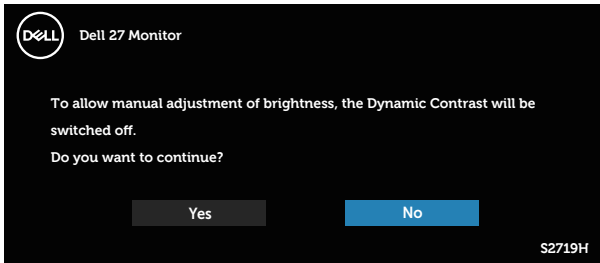 DELL
Dell 27 Monitor
To allow manual adjustment of brightness, the Dynamic Contrast will be
switched off.
Do you want to continue?
Yes
No
S2719H